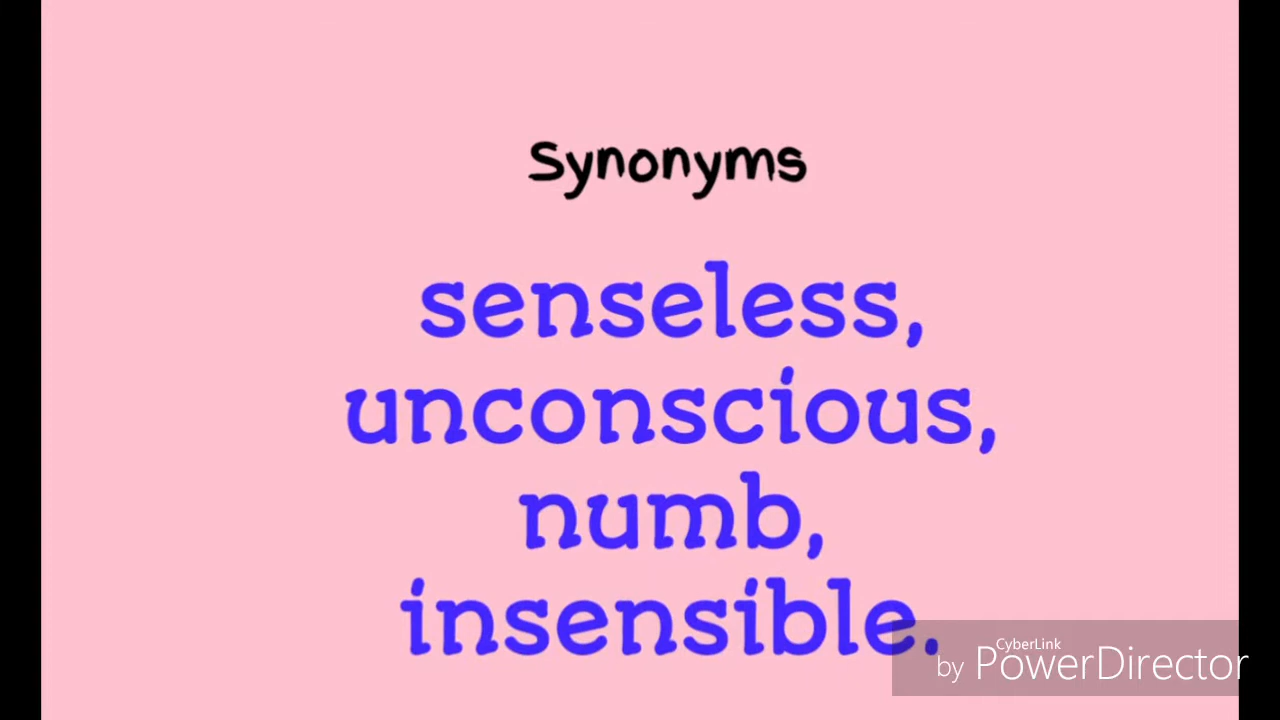 Synonyms
senseless,
unconscious,
numb,
insensible.
CyberLink
by PowerDirector